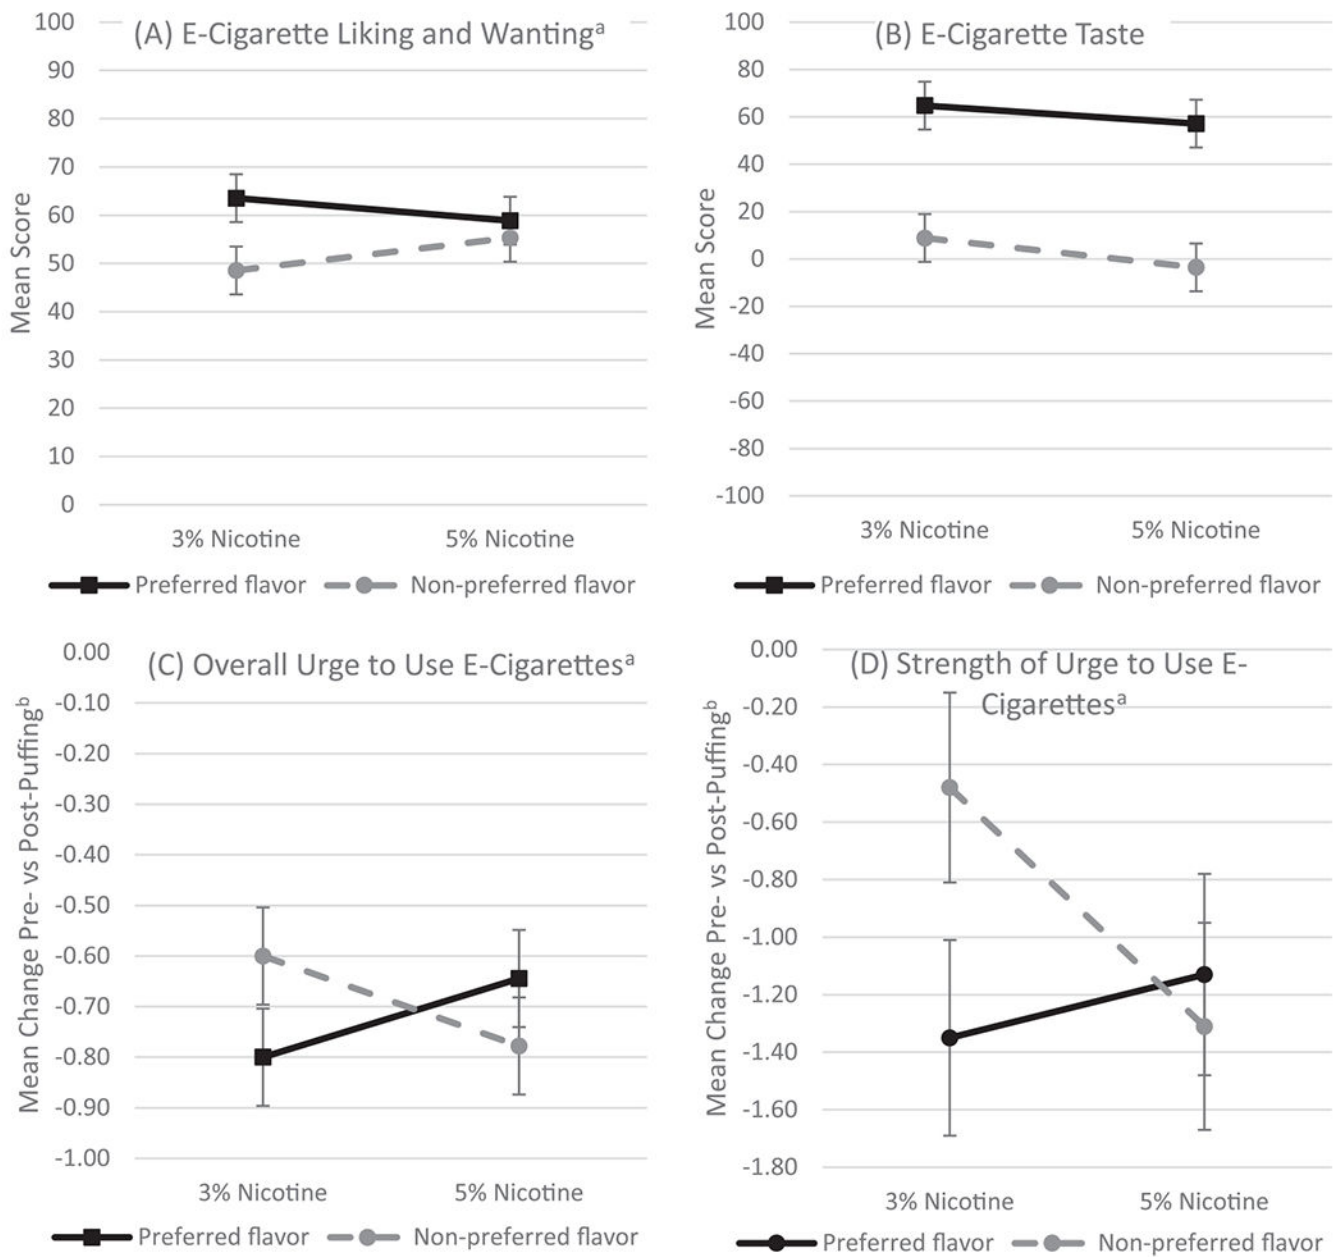 (A) E-Cigarette Liking and Wantingᵃ
100
90
80
70
60
50
40
30
20
10
0
Mean Score
3% Nicotine 5% Nicotine
Preferred flavor Non-preferred flavor
(B) E-Cigarette Taste
100
80
60
40
20
0
-20
-40
-60
-80
-100
Mean Score
3% Nicotine 5% Nicotine
Preferred flavor Non-preferred flavor
(C) Overall Urge to Use E-Cigarettesᵃ
0.00
-0.10
-0.20
-0.30
-0.40
-0.50
-0.60
-0.70
-0.80
-0.90
-1.00
Mean Change Pre- vs Post-Puffingᵇ
3% Nicotine 5% Nicotine
Preferred flavor Non-preferred flavor
(D) Strength of Urge to Use E-
Cigarettesᵃ
0.00
-0.20
-0.40
-0.60
-0.80
-1.00
-1.20
-1.40
-1.60
-1.80
Mean Change Pre- vs Post-Puffingᵇ
3% Nicotine 5% Nicotine
Preferred flavor Non-preferred flavor